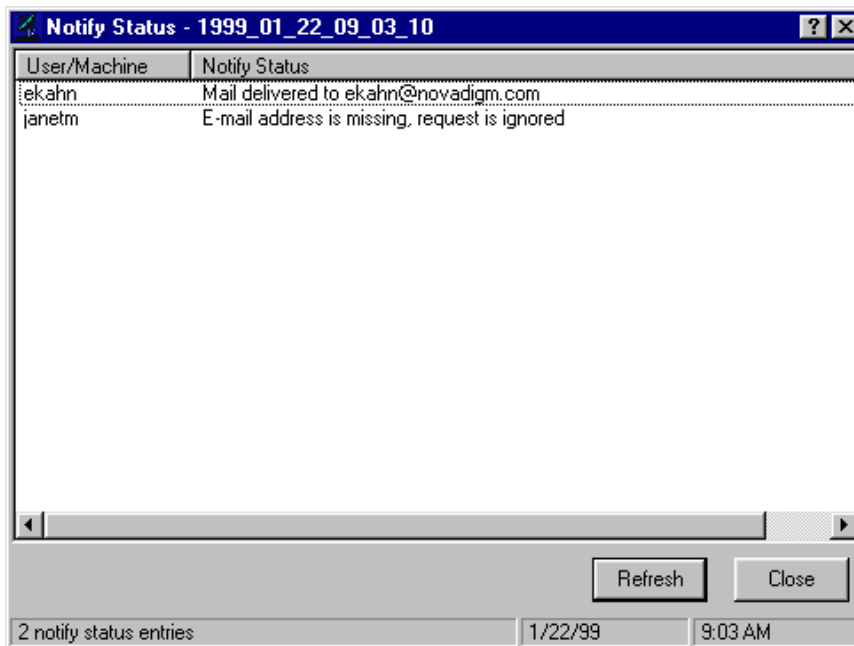 Notify Status - 1999_01_22_09_03_10
User/Machine Notify Status
ekahn Mail delivered to ekahn@novadigm.com
janetm E-mail address is missing, request is ignored
Refresh Close
2 notify status entries 1/22/99 9:03 AM